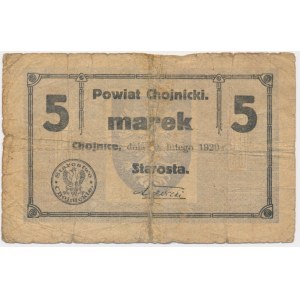 5 Powiat Chojnicki. 5
marek
Chojnice, dnia lutego 1920 r.
Starosta.